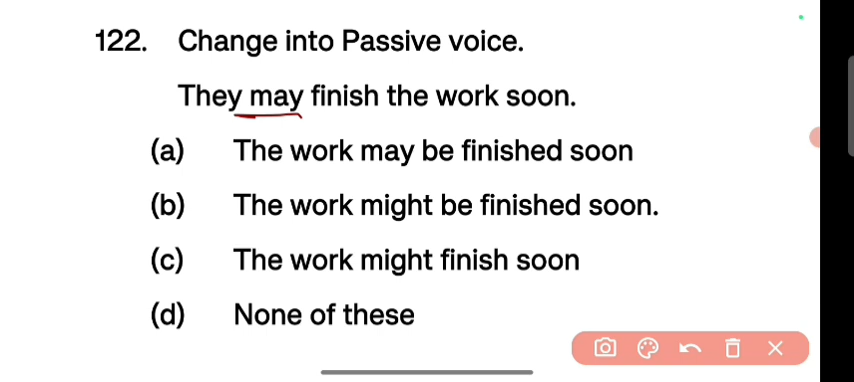 122. Change into Passive voice.
They may finish the work soon.
(a) The work may be finished soon
(b) The work might be finished soon.
(c) The work might finish soon
(d) None of these